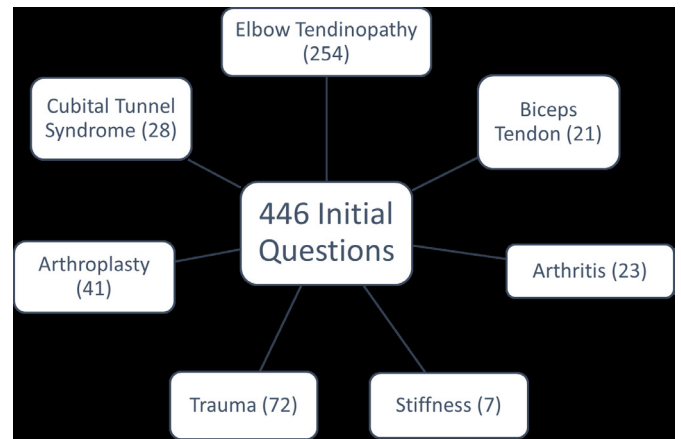 Elbow Tendinopathy
(254)
Cubital Tunnel
Syndrome (28)
Biceps
Tendon (21)
446 Initial
Questions
Arthroplasty
(41)
Arthritis (23)
Trauma (72)
Stiffness (7)